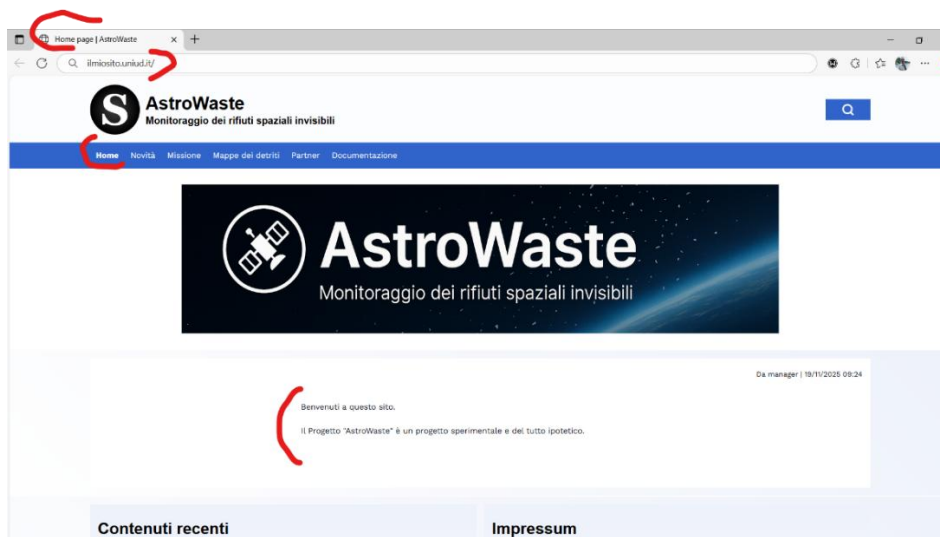 Home page | AstroWaste
ilmiosito.uniud.it/
S
AstroWaste
Monitoraggio dei rifiuti spaziali invisibili
Home Novità Missione Mappe dei detriti Partner Documentazione
AstroWaste
Monitoraggio dei rifiuti spaziali invisibili
Da manager | 19/11/2025 09:24
Benvenuti a questo sito.
Il Progetto "AstroWaste" è un progetto sperimentale e del tutto ipotetico.
Contenuti recenti Impressum